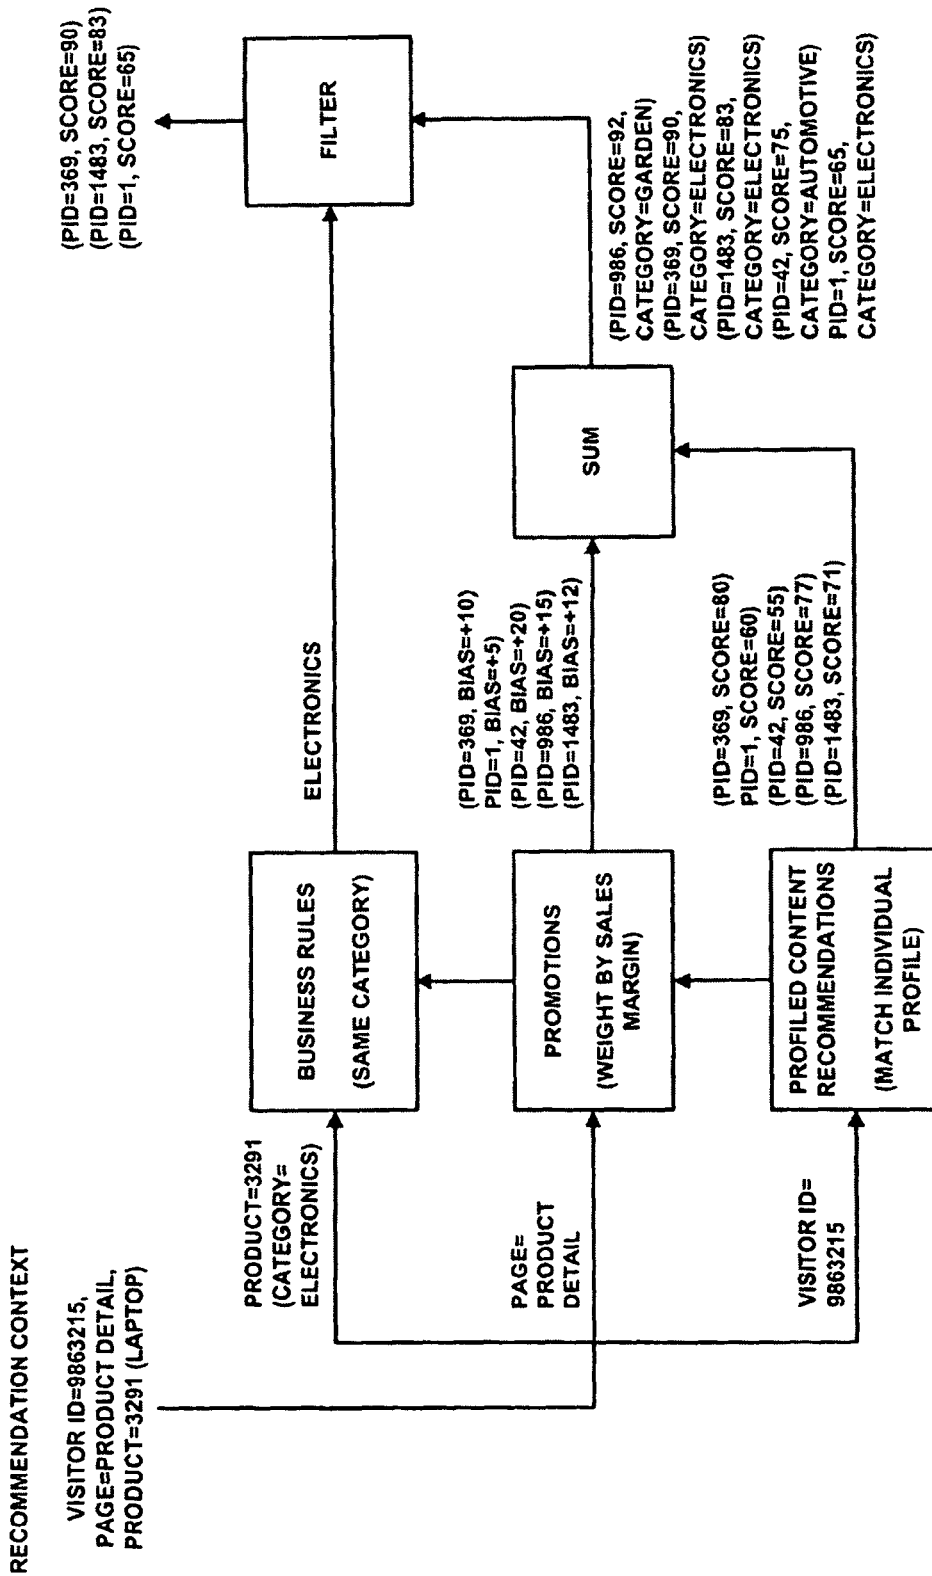 RECOMMENDATION CONTEXT
VISITOR ID=9863215,
PAGE=PRODUCT DETAIL,
PRODUCT=3291 (LAPTOP)
PRODUCT=3291
(CATEGORY=
ELECTRONICS)
PAGE=
PRODUCT
DETAIL
VISITOR ID=
9863215
BUSINESS RULES
(SAME CATEGORY)
PROMOTIONS
(WEIGHT BY SALES
MARGIN)
PROFILED CONTENT
RECOMMENDATIONS
(MATCH INDIVIDUAL
PROFILE)
ELECTRONICS
(PID=369, BIAS=+10)
PID=1, BIAS=+5)
(PID=42, BIAS=+20)
(PID=986, BIAS=+15)
(PID=1483, BIAS=+12)
(PID=369, SCORE=80)
PID=1, SCORE=60)
(PID=42, SCORE=55)
(PID=986, SCORE=77)
(PID=1483, SCORE=71)
SUM
(PID=986, SCORE=92,
CATEGORY=GARDEN)
(PID=369, SCORE=90,
CATEGORY=ELECTRONICS)
(PID=1483, SCORE=83,
CATEGORY=ELECTRONICS)
(PID=42, SCORE=75,
CATEGORY=AUTOMOTIVE)
PID=1, SCORE=65,
CATEGORY=ELECTRONICS)
FILTER
(PID=369, SCORE=90)
(PID=1483, SCORE=83)
(PID=1, SCORE=65)